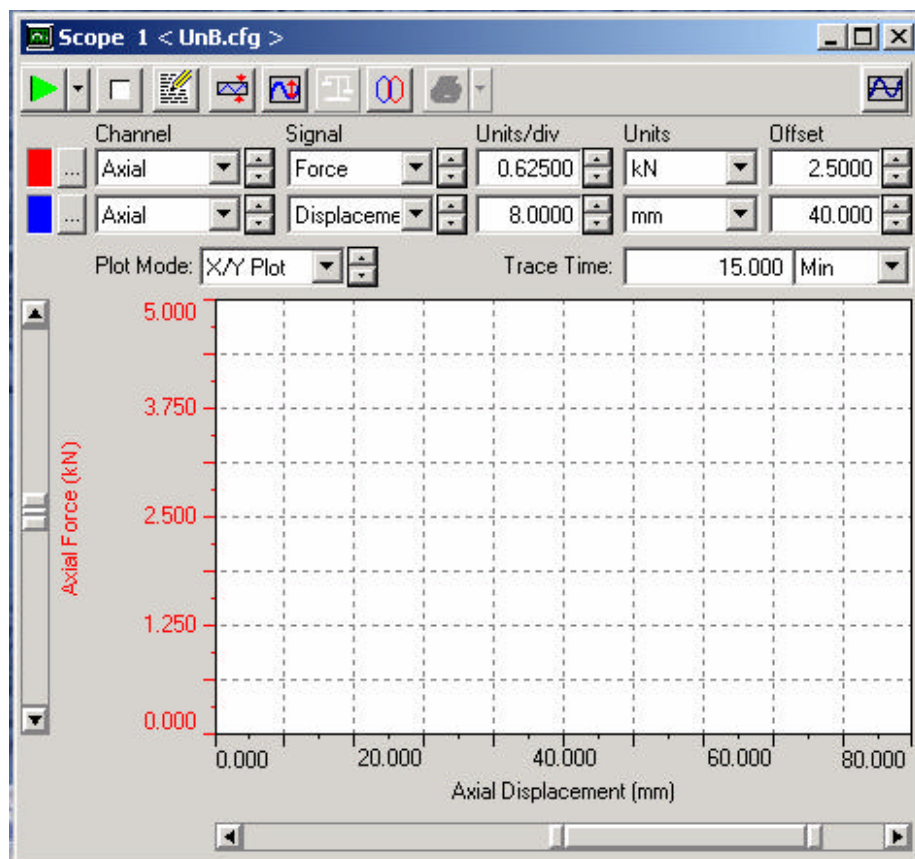 Scope 1 < UnB.cfg >
Channel Signal Units/div Units Offset
... Axial Force 0.62500 kN 2.5000
... Axial Displaceme 8.0000 mm 40.000
Plot Mode: X/Y Plot Trace Time: 15.000 Min
5.000
3.750
2.500
1.250
0.000
Axial Force (kN)
0.000 20.000 40.000 60.000 80.000
Axial Displacement (mm)